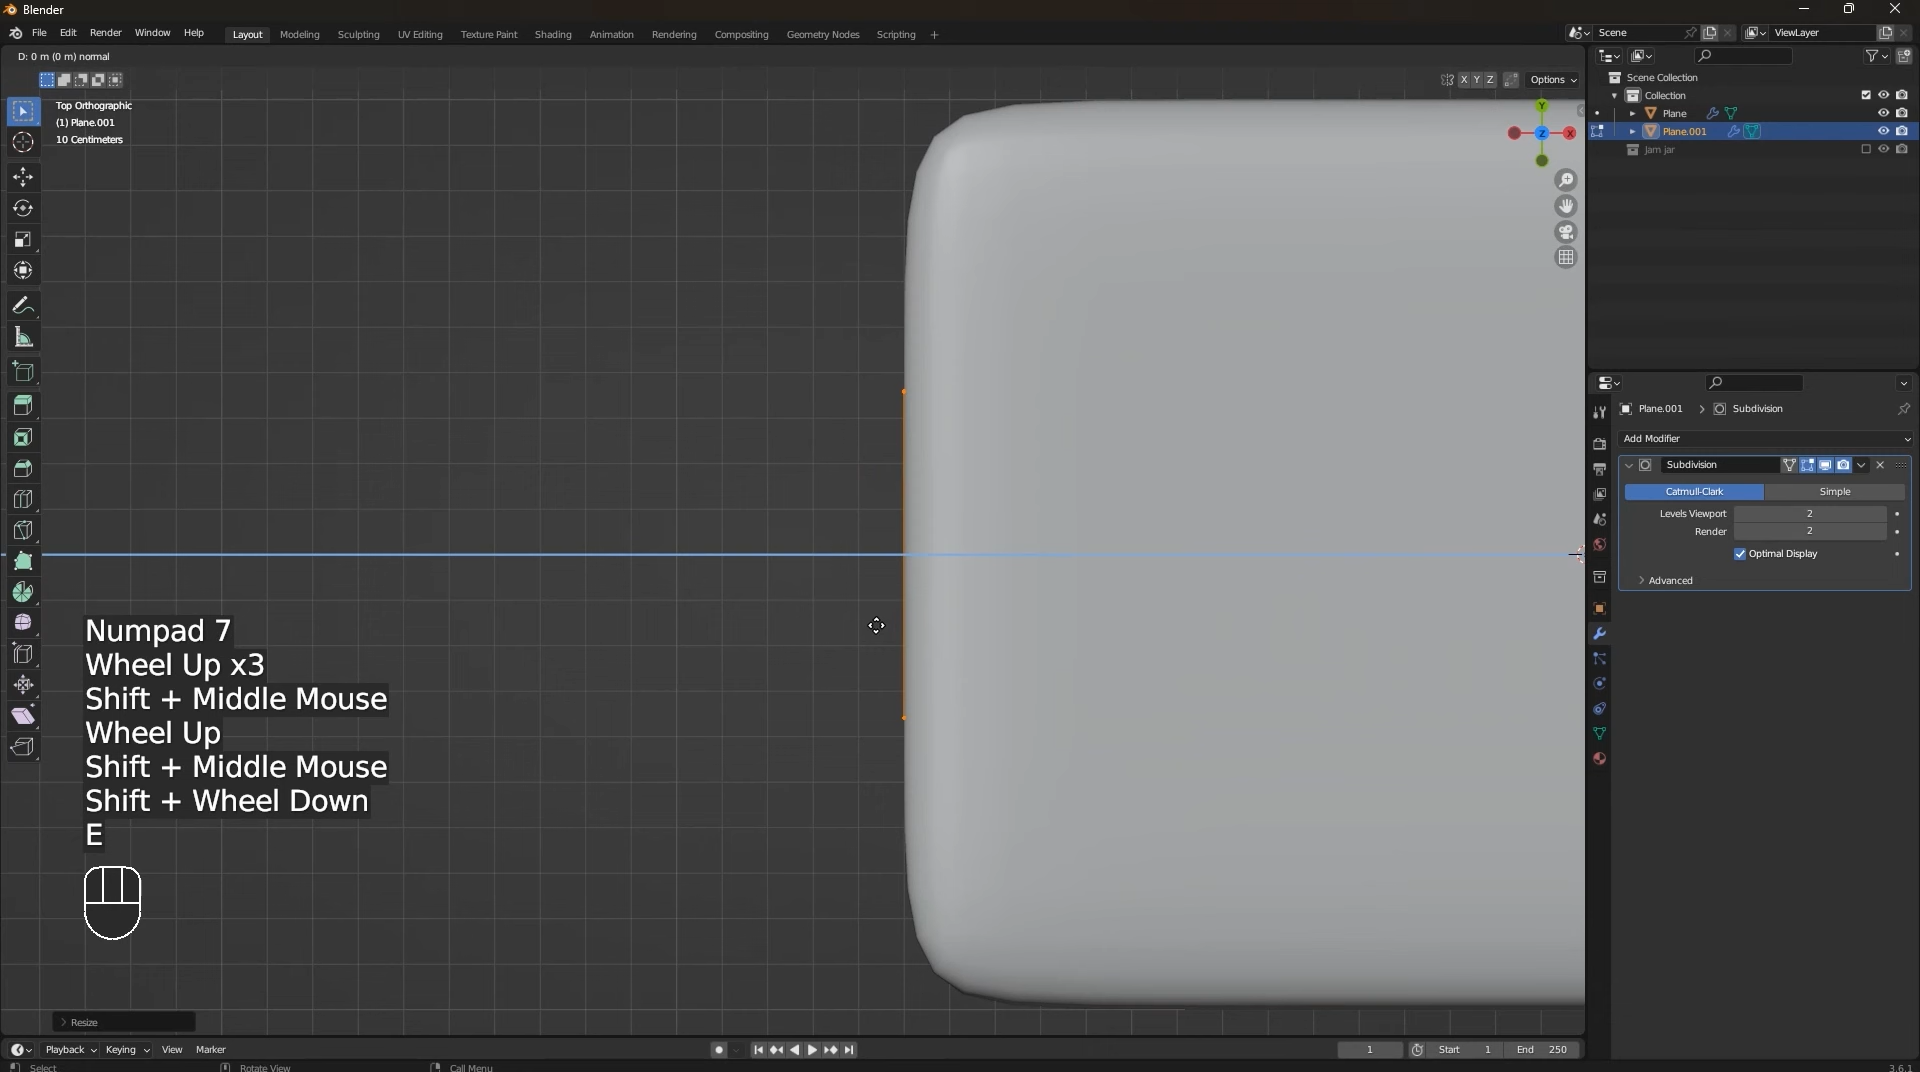 Blender
File Edit Render Window Help Layout Modeling Sculpting UV Editing Texture Paint Shading Animation Rendering Compositing Geometry Nodes Scripting +
Scene
ViewLayer
D: 0 m (0 m) normal
X Y Z
Options
Top Orthographic
(1) Plane.001
10 Centimeters
Y
Z
X
Scene Collection
Collection
Plane
Plane.001
Jam jar
Plane.001 > Subdivision
Add Modifier
Subdivision
Catmull-Clark Simple
Levels Viewport 2
Render 2
Optimal Display
Advanced
Numpad 7
Wheel Up x3
Shift + Middle Mouse
Wheel Up
Shift + Middle Mouse
Shift + Wheel Down
E
Resize
Playback Keying View Marker
1
Start 1
End 250
Select
Rotate View
Call Menu
3.6.1